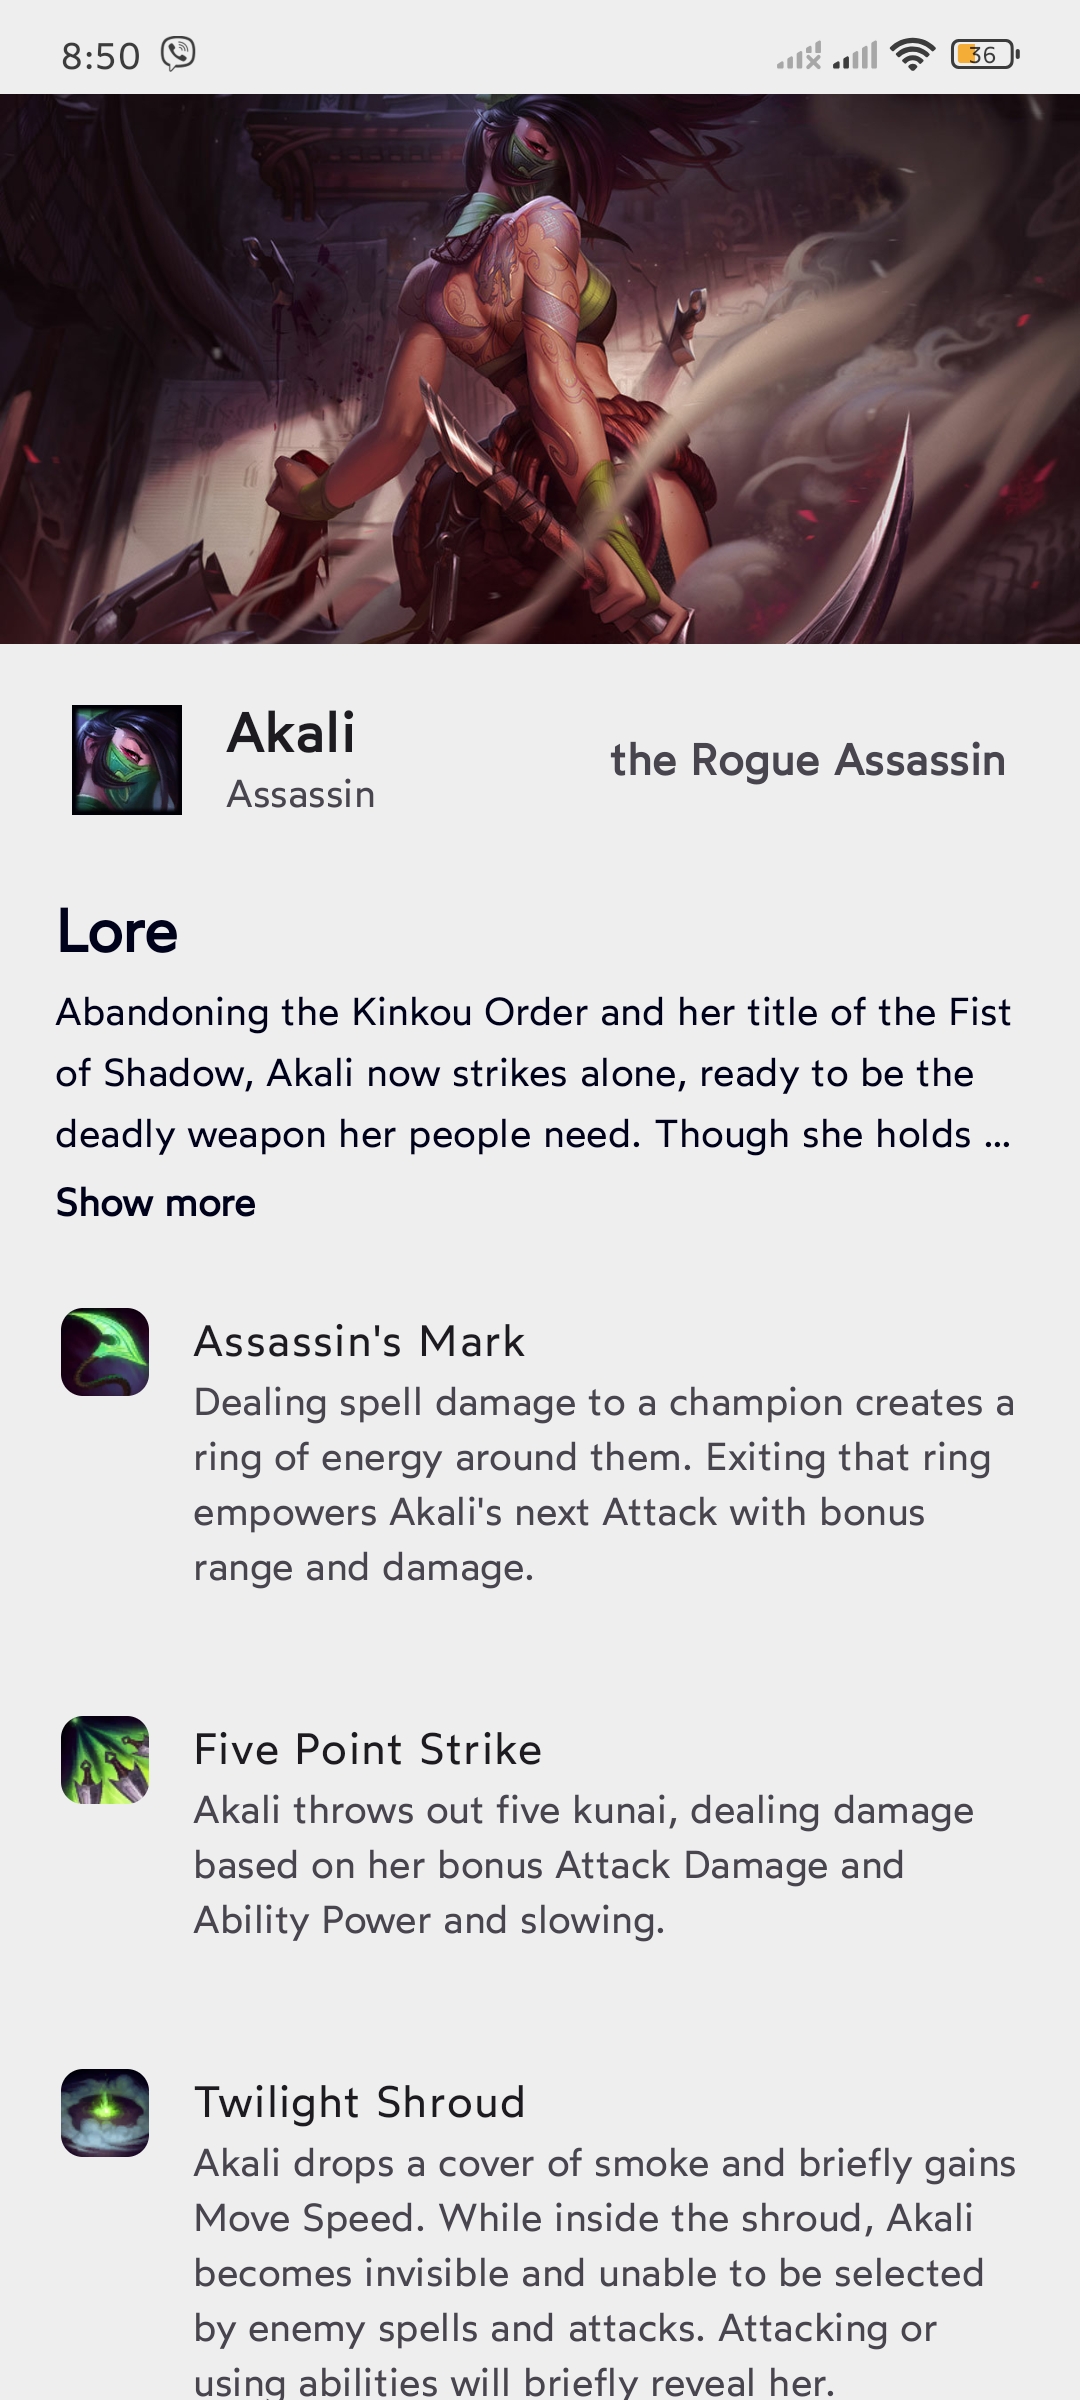 8:50
36
Akali
Assassin
the Rogue Assassin
Lore
Abandoning the Kinkou Order and her title of the Fist
of Shadow, Akali now strikes alone, ready to be the
deadly weapon her people need. Though she holds ...
Show more
Assassin's Mark
Dealing spell damage to a champion creates a
ring of energy around them. Exiting that ring
empowers Akali's next Attack with bonus
range and damage.
Five Point Strike
Akali throws out five kunai, dealing damage
based on her bonus Attack Damage and
Ability Power and slowing.
Twilight Shroud
Akali drops a cover of smoke and briefly gains
Move Speed. While inside the shroud, Akali
becomes invisible and unable to be selected
by enemy spells and attacks. Attacking or
using abilities will briefly reveal her.